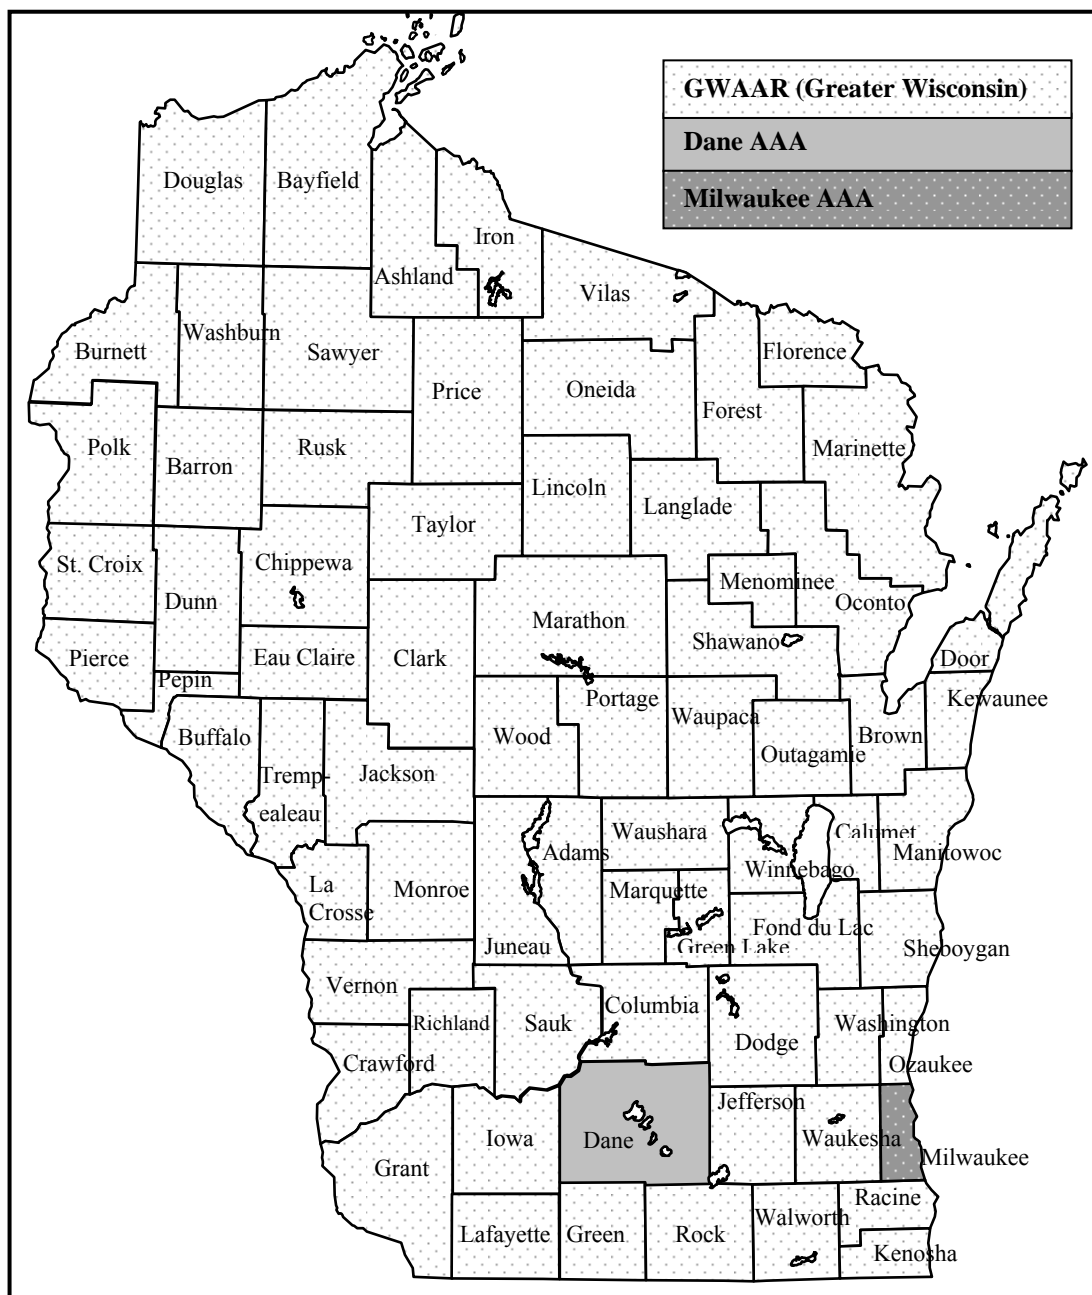 GWAAR (Greater Wisconsin)
Dane AAA
Milwaukee AAA
Douglas
Bayfield
Iron
Ashland
Vilas
Washburn
Burnett
Sawyer
Florence
Price
Oneida
Forest
Polk
Rusk
Marinette
Barron
Lincoln
Langlade
Taylor
St. Croix
Chippewa
Menominee
Dunn
Oconto
Marathon
Shawano
Pierce
Eau Claire
Clark
Door
Pepin
Portage
Kewaunee
Waupaca
Buffalo
Wood
Brown
Outagamie
Jackson
Tremp-
ealeau
Waushara
Calumet
Adams
Manitowoc
Winnebago
La
Crosse
Monroe
Marquette
Fond du Lac
Juneau
Green Lake
Sheboygan
Vernon
Columbia
Richland
Sauk
Washington
Dodge
Crawford
Ozaukee
Jefferson
Iowa
Dane
Waukesha
Milwaukee
Grant
Racine
Walworth
Lafayette
Green
Rock
Kenosha